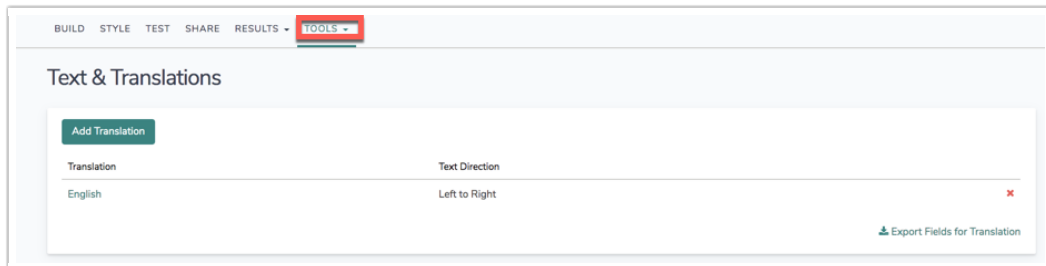 BUILD STYLE TEST SHARE RESULTS TOOLS
Text & Translations
Add Translation
Translation Text Direction
English Left to Right
Export Fields for Translation